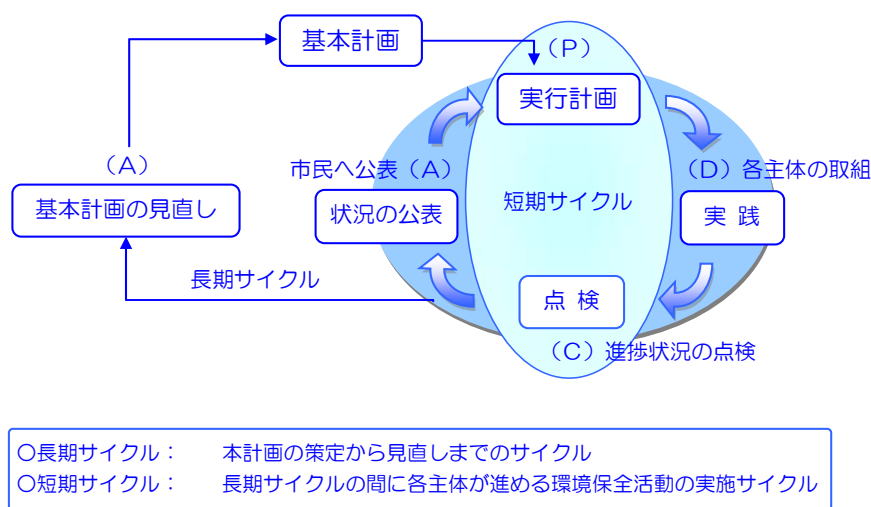 基本計画
(P)
実行計画
(A)
市民へ公表(A)
(D)各主体の取組
基本計画の見直し
状況の公表
短期サイクル
実 践
長期サイクル
点 検
(C)進捗状況の点検
○長期サイクル: 本計画の策定から見直しまでのサイクル
○短期サイクル: 長期サイクルの間に各主体が進める環境保全活動の実施サイクル